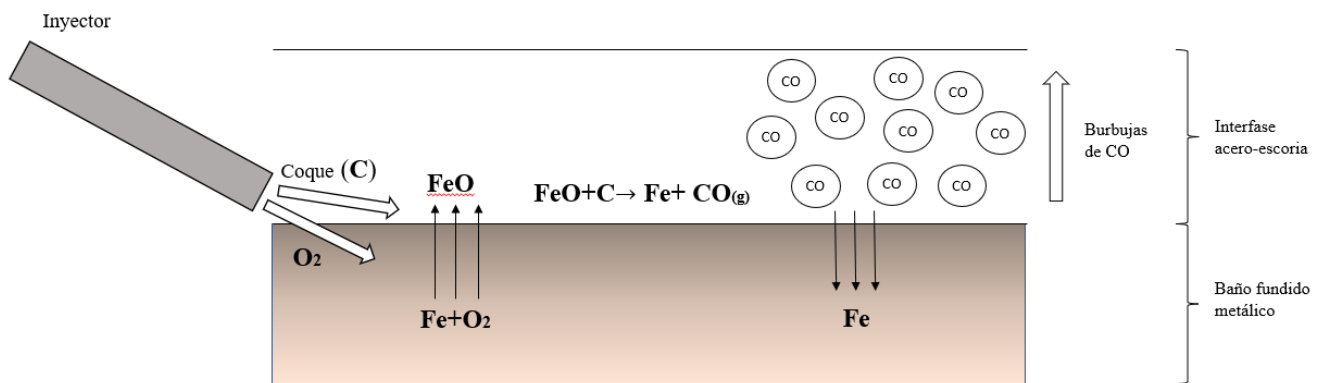 Inyector
Coque (C)
O2
FeO
Fe+O2
FeO+C→ Fe+ CO(g)
CO
CO
CO
CO
CO
CO
CO
CO
CO
CO
Fe
Burbujas
de CO
Interfase
acero-escoria
Baño fundido
metálico